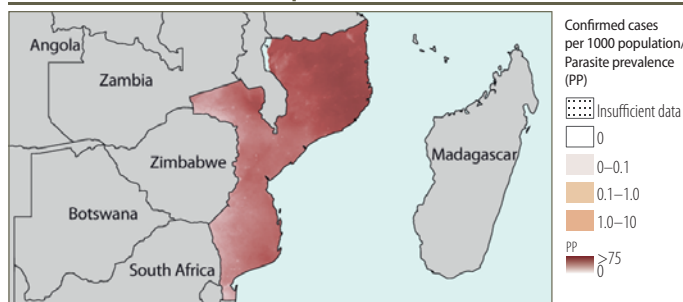 Angola
Zambia
Zimbabwe
Madagascar
Botswana
South Africa
Confirmed cases
per 1000 population/
Parasite prevalence
(PP)
Insufficient data
0
0–0.1
0.1–1.0
1.0–10
PP
>75
0